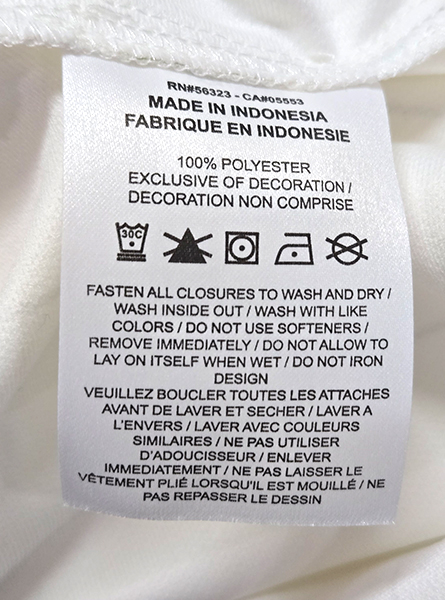 RN#56323 - CA#05553
MADE IN INDONESIA
FABRIQUE EN INDONESIE
100% POLYESTER
EXCLUSIVE OF DECORATION /
DECORATION NON COMPRISE
30C
FASTEN ALL CLOSURES TO WASH AND DRY /
WASH INSIDE OUT / WASH WITH LIKE
COLORS / DO NOT USE SOFTENERS /
REMOVE IMMEDIATELY / DO NOT ALLOW TO
LAY ON ITSELF WHEN WET / DO NOT IRON
DESIGN
VEUILLEZ BOUCLER TOUTES LES ATTACHES
AVANT DE LAVER ET SECHER / LAVER A
L'ENVERS / LAVER AVEC COULEURS
SIMILAIRES / NE PAS UTILISER
D'ADOUCISSEUR / ENLEVER
IMMEDIATEMENT / NE PAS LAISSER LE
VÊTEMENT PLIÉ LORSQU'IL EST MOUILLÉ / NE
PAS REPASSER LE DESSIN